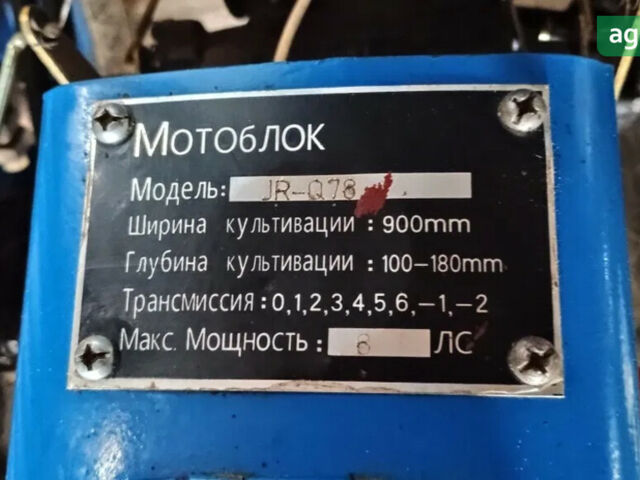 ag
Мотоблок
Модель: JR-Q78
Ширина культивации : 900mm
Глубина культивации : 100-180mm
Трансмиссия : 0,1,2,3,4,5,6,-1,-2
Макс. Мощность : 8 ЛС